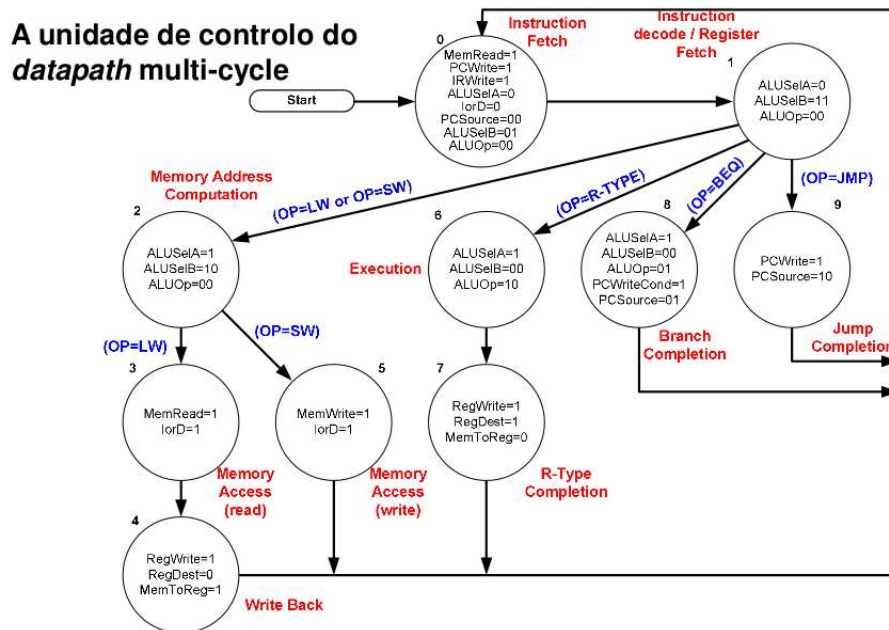 A unidade de controlo do
datapath multi-cycle
Start
0
Instruction
Fetch
MemRead=1
PCWrite=1
IRWrite=1
ALUSelA=0
IorD=0
PCSource=00
ALUSelB=01
ALUOp=00
Instruction
decode / Register
Fetch
1
ALUSelA=0
ALUSelB=11
ALUOp=00
(OP=LW or OP=SW)
(OP=R-TYPE)
(OP=BEQ)
(OP=JMP)
Memory Address
Computation
2
ALUSelA=1
ALUSelB=10
ALUOp=00
Execution
6
ALUSelA=1
ALUSelB=00
ALUOp=10
8
ALUSelA=1
ALUSelB=00
ALUOp=01
PCWriteCond=1
PCSource=01
Branch
Completion
9
PCWrite=1
PCSource=10
Jump
Completion
(OP=LW)
(OP=SW)
3
MemRead=1
IorD=1
Memory
Access
(read)
5
MemWrite=1
IorD=1
Memory
Access
(write)
7
RegWrite=1
RegDest=1
MemToReg=0
R-Type
Completion
4
RegWrite=1
RegDest=0
MemToReg=1
Write Back